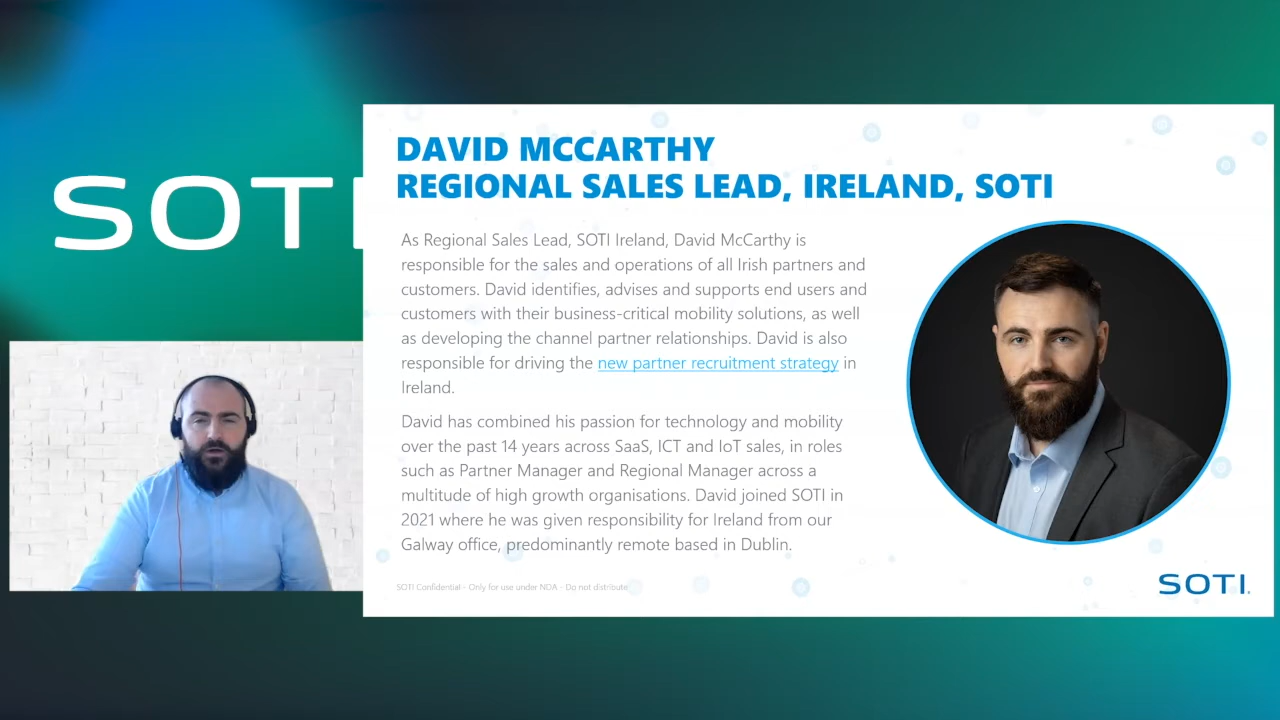 SOTI
DAVID MCCARTHY
REGIONAL SALES LEAD, IRELAND, SOTI
As Regional Sales Lead, SOTI Ireland, David McCarthy is
responsible for the sales and operations of all Irish partners and
customers. David identifies, advises and supports end users and
customers with their business-critical mobility solutions, as well
as developing the channel partner relationships. David is also
responsible for driving the new partner recruitment strategy in
Ireland.
David has combined his passion for technology and mobility
over the past 14 years across SaaS, ICT and IoT sales, in roles
such as Partner Manager and Regional Manager across a
multitude of high growth organisations. David joined SOTI in
2021 where he was given responsibility for Ireland from our
Galway office, predominantly remote based in Dublin.
SOTI Confidential - Only for use under NDA - Do not distribute
SOTI